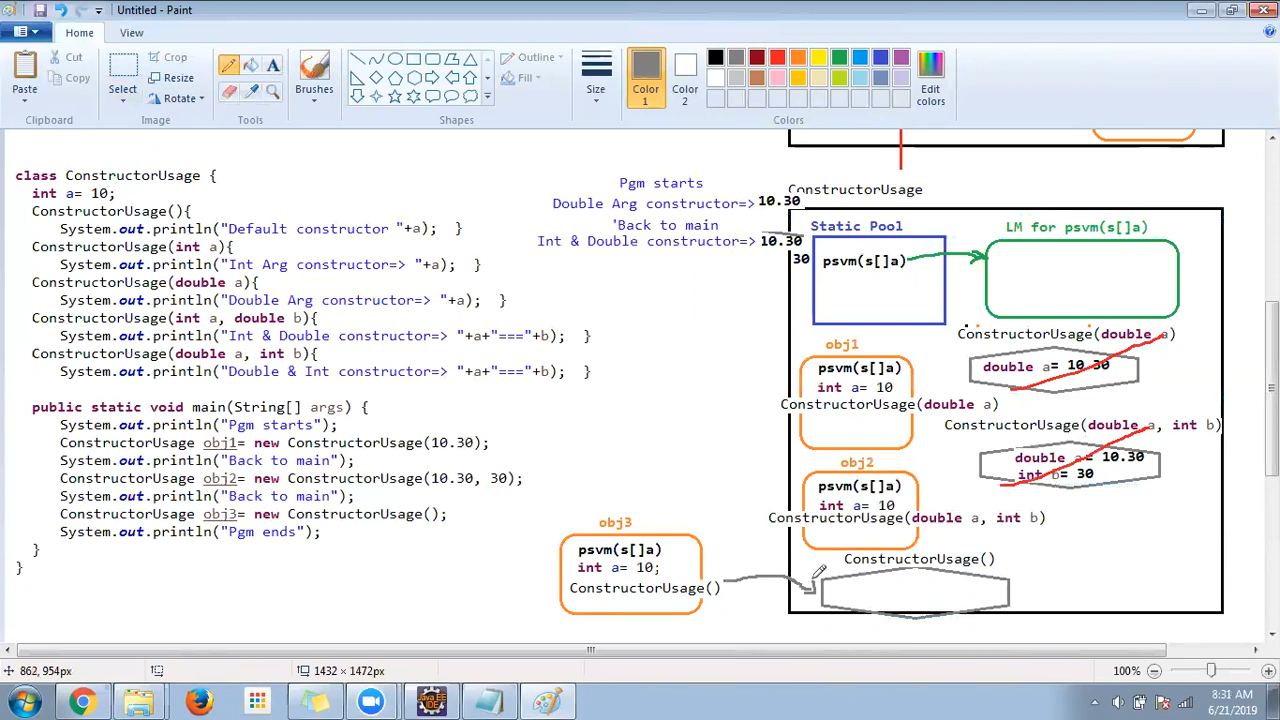 Untitled - Paint
Home
View
Paste
Cut
Copy
Clipboard
Select
Crop
Resize
Rotate
Image
Tools
Brushes
Shapes
Outline
Fill
Size
Color 1
Color 2
Edit colors
Colors
class ConstructorUsage {
int a= 10;
ConstructorUsage(){
System.out.println("Default constructor "+a); }
ConstructorUsage(int a){
System.out.println("Int Arg constructor=> "+a); }
ConstructorUsage(double a){
System.out.println("Double Arg constructor=> "+a); }
ConstructorUsage(int a, double b){
System.out.println("Int & Double constructor=> "+a+"==="+b); }
ConstructorUsage(double a, int b){
System.out.println("Double & Int constructor=> "+a+"==="+b); }
public static void main(String[] args) {
System.out.println("Pgm starts");
ConstructorUsage obj1= new ConstructorUsage(10.30);
System.out.println("Back to main");
ConstructorUsage obj2= new ConstructorUsage(10.30, 30);
System.out.println("Back to main");
ConstructorUsage obj3= new ConstructorUsage();
System.out.println("Pgm ends");
}
}
Pgm starts
Double Arg constructor=> 10.30
'Back to main
Int & Double constructor=> 10.30
30
ConstructorUsage
Static Pool
psvm(s[]a)
LM for psvm(s[]a)
ConstructorUsage(double a)
double a= 10.30
obj1
psvm(s[]a)
int a= 10
ConstructorUsage(double a)
ConstructorUsage(double a, int b)
double a= 10.30
int b= 30
obj2
psvm(s[]a)
int a= 10
ConstructorUsage(double a, int b)
obj3
psvm(s[]a)
int a= 10;
ConstructorUsage()
ConstructorUsage()
862, 954px
1432 × 1472px
100%
8:31 AM
6/21/2019